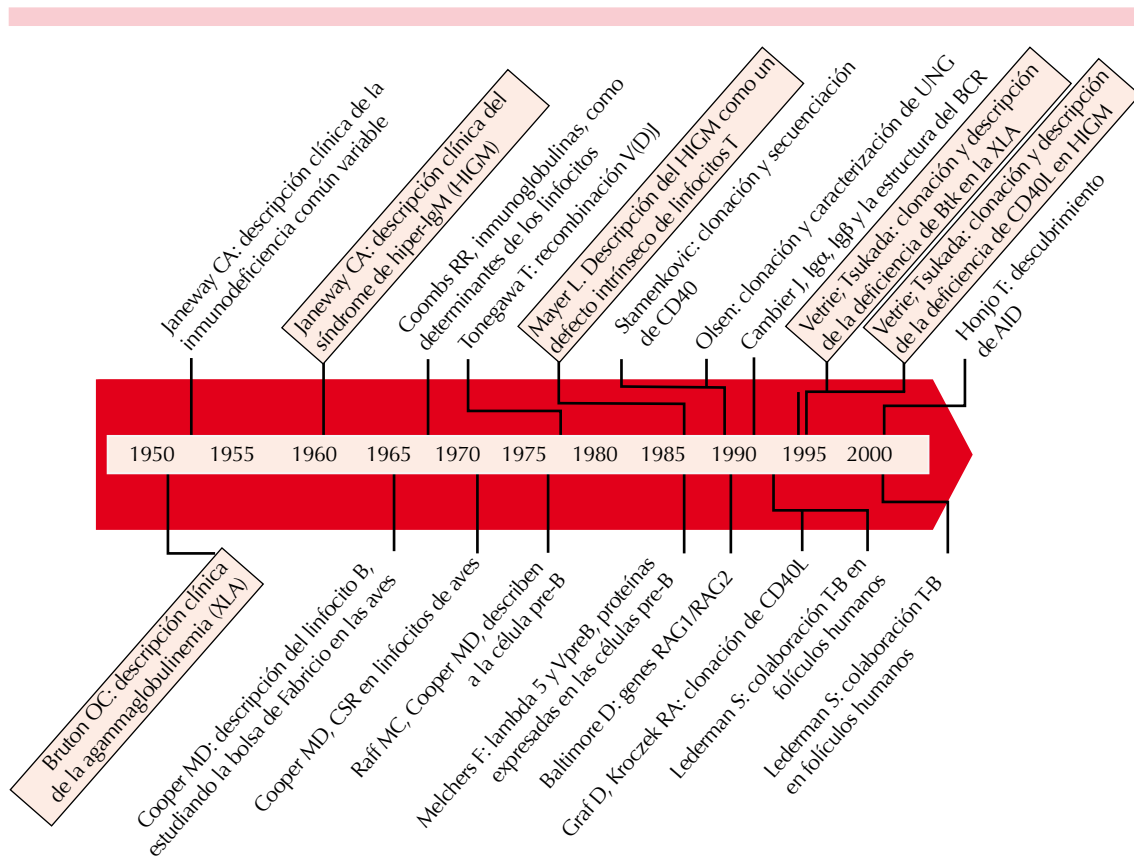 Janeway CA: descripción clínica de la
inmunodeficiencia común variable
Janeway CA: descripción clínica del
síndrome de hiper-IgM (HIGM)
Coombs RR, inmunoglobulinas, como
determinantes de los linfocitos
Tonegawa T: recombinación V(D)J
Mayer L. Descripción del HIGM como un
defecto intrínseco de linfocitos T
Stamenkovic: clonación y secuenciación
de CD40
Olsen: clonación y caracterización de UNG
Cambier J, Igα, Igβ y la estructura del BCR
Vetrie; Tsukada: clonación y descripción
de la deficiencia de Btk en la XLA
Vetrie; Tsukada: clonación y descripción
de la deficiencia de CD40L en HIGM
Honjo T: descubrimiento
de AID
1950 1955 1960 1965 1970 1975 1980 1985 1990 1995 2000
Bruton OC: descripción clínica
de la agammaglobulinemia (XLA)
Cooper MD: descripción del linfocito B,
estudiando la bolsa de Fabricio en las aves
Cooper MD, CSR en linfocitos de aves
Raff MC, Cooper MD, describen
a la célula pre-B
Melchers F: lambda 5 y VpreB, proteínas
expresadas en las células pre-B
Baltimore D: genes RAG1/RAG2
Graf D, Kroczek RA: clonación de CD40L
Lederman S: colaboración T-B en
folículos humanos
Lederman S: colaboración T-B
en folículos humanos